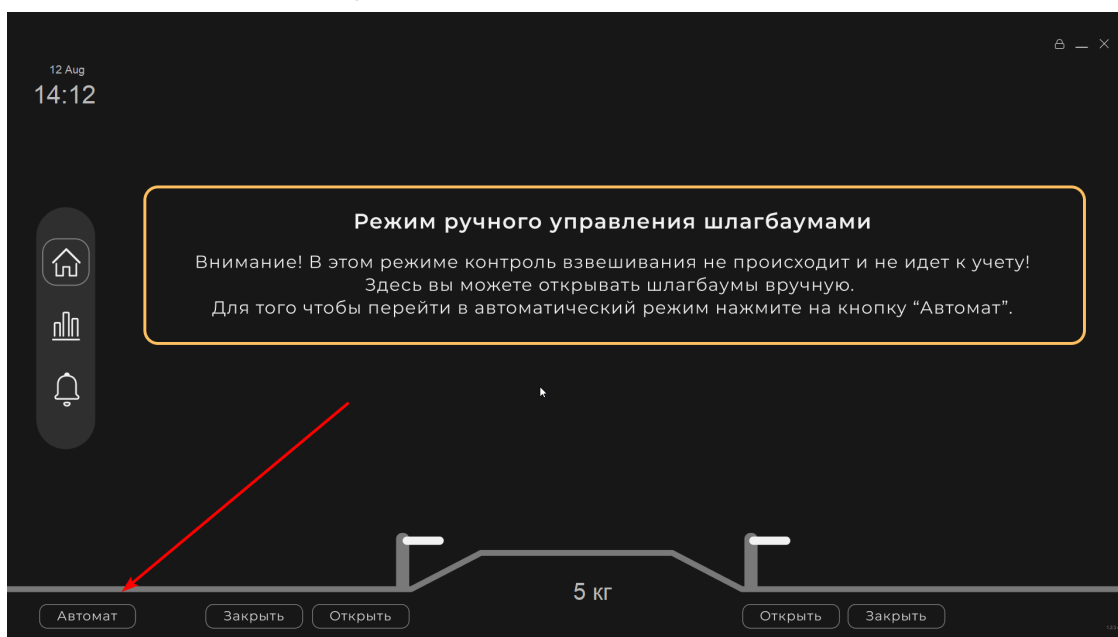 12 Aug
14:12
Режим ручного управления шлагбаумами
Внимание! В этом режиме контроль взвешивания не происходит и не идет к учету!
Здесь вы можете открывать шлагбаумы вручную.
Для того чтобы перейти в автоматический режим нажмите на кнопку “Автомат”.
5 кг
Автомат
Закрыть
Открыть
Открыть
Закрыть